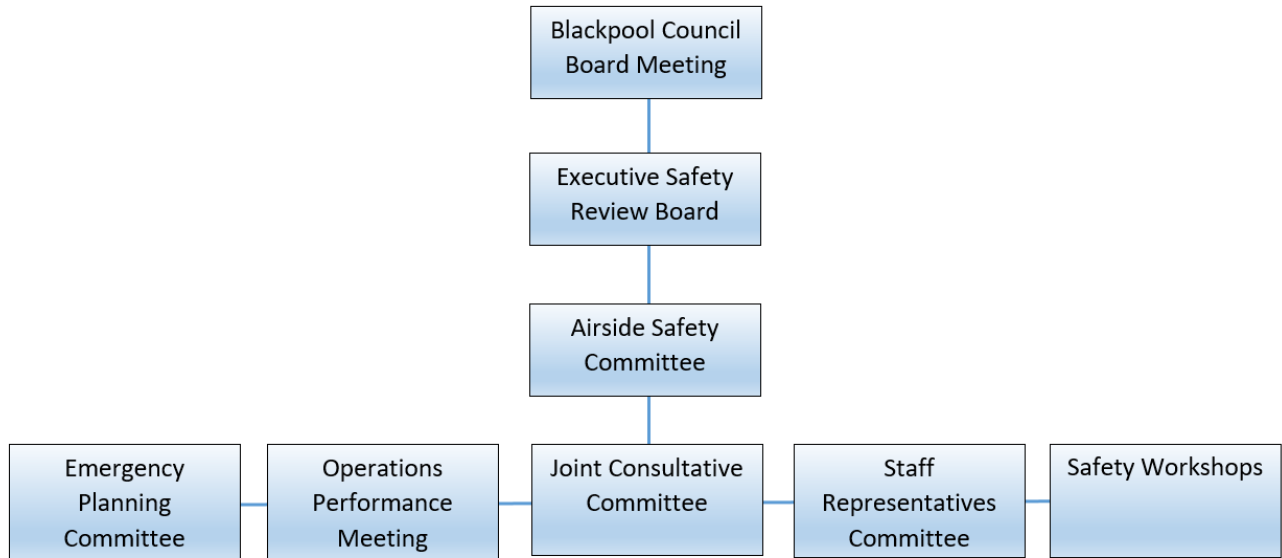 Blackpool Council
Board Meeting
Executive Safety
Review Board
Airside Safety
Committee
Emergency
Planning
Committee
Operations
Performance
Meeting
Joint Consultative
Committee
Staff
Representatives
Committee
Safety Workshops